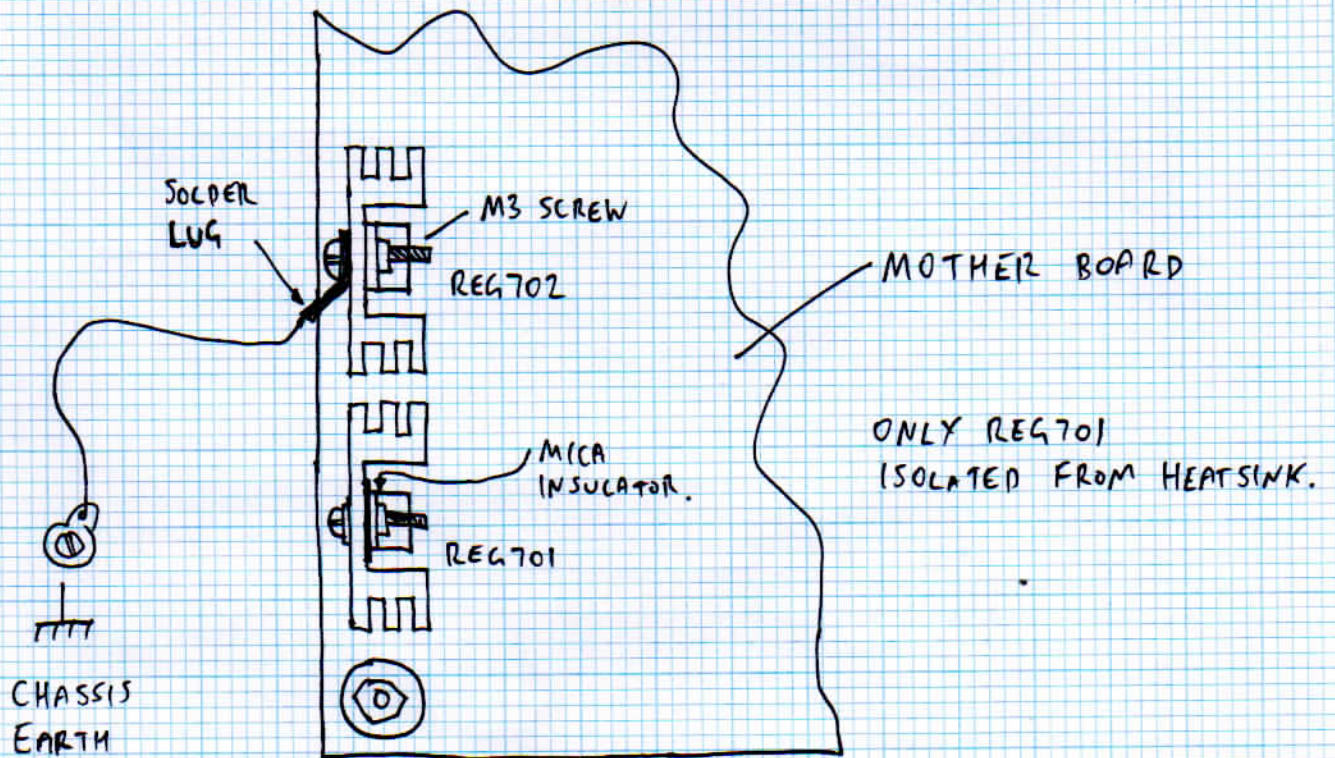 SOLDER
LUG
M3 SCREW
REG702
MOTHER BOARD
MICA
INSULATOR.
REG701
ONLY REG701
ISOLATED FROM HEATSINK.
CHASSIS
EARTH